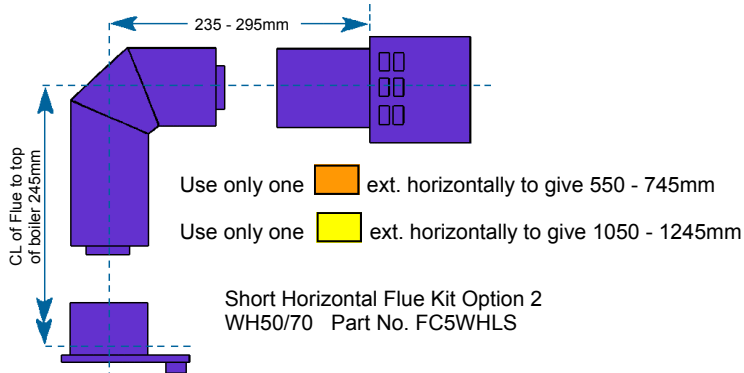 235 - 295mm
CL of Flue to top
of boiler 245mm
Use only one ext. horizontally to give 550 - 745mm
Use only one ext. horizontally to give 1050 - 1245mm
Short Horizontal Flue Kit Option 2
WH50/70 Part No. FC5WHLS